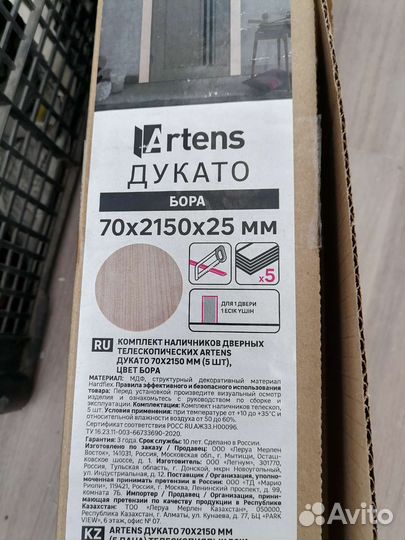 Artens
ДУКАТО
БОРА
70x2150x25 ММ
x5
ДЛЯ 1 ДВЕРИ
1 ЕСІК ҮШІН
RU КОМПЛЕКТ НАЛИЧНИКОВ ДВЕРНЫХ
ТЕЛЕСКОПИЧЕСКИХ ARTENS
ДУКАТО 70X2150 ММ (5 ШТ),
ЦВЕТ БОРА
Материал: МДФ, структурный декоративный материал
Hardflex. Правила эффективного и безопасного использования
товара: Перед установкой произведите визуальный осмотр
изделия и ознакомьтесь с руководством по сборке и
эксплуатации. Комплектация: Комплект наличников телескоп,
5 шт. Условия применения: при температуре от +10 до +35°С и
относительной влажности воздуха от 50 до 60%.
Сертификат соответствия РОСС RU.АЖ33.Н00096.
ТУ 16.23.11-003-66733690-2020.
Гарантия: 3 года. Срок службы: 10 лет. Сделано в России.
Изготовлено по заказу / Продавец: ООО «Леруа Мерлен
Восток», 141031, Россия, Московская обл., г. Мытищи, Осташ-
ковское шоссе, д. 1. Изготовитель: ООО «Легнум», 301770,
Россия, Тульская область, г. Донской, мкрн Новоугольный,
ул.Индустриальная, д. 12. Поставщик / Организация, уполно-
моченная принимать претензии в России: ООО «ТД «Марио
Риоли», 119421, Россия, г. Москва, Ленинский проспект, д. 99,
комната 7Б. Импортер / Продавец / Организация, прини-
мающая претензии по качеству продукции в Республике
Казахстан: ТОО «Леруа Мерлен Казахстан», 050000,
Республика Казахстан, г. Алматы, ул. Кунаева, д. 77, БЦ «PARK
VIEW», 6 этаж, офис № 07.
KZ ARTENS ДУКАТО 70X2150 ММ
Avito